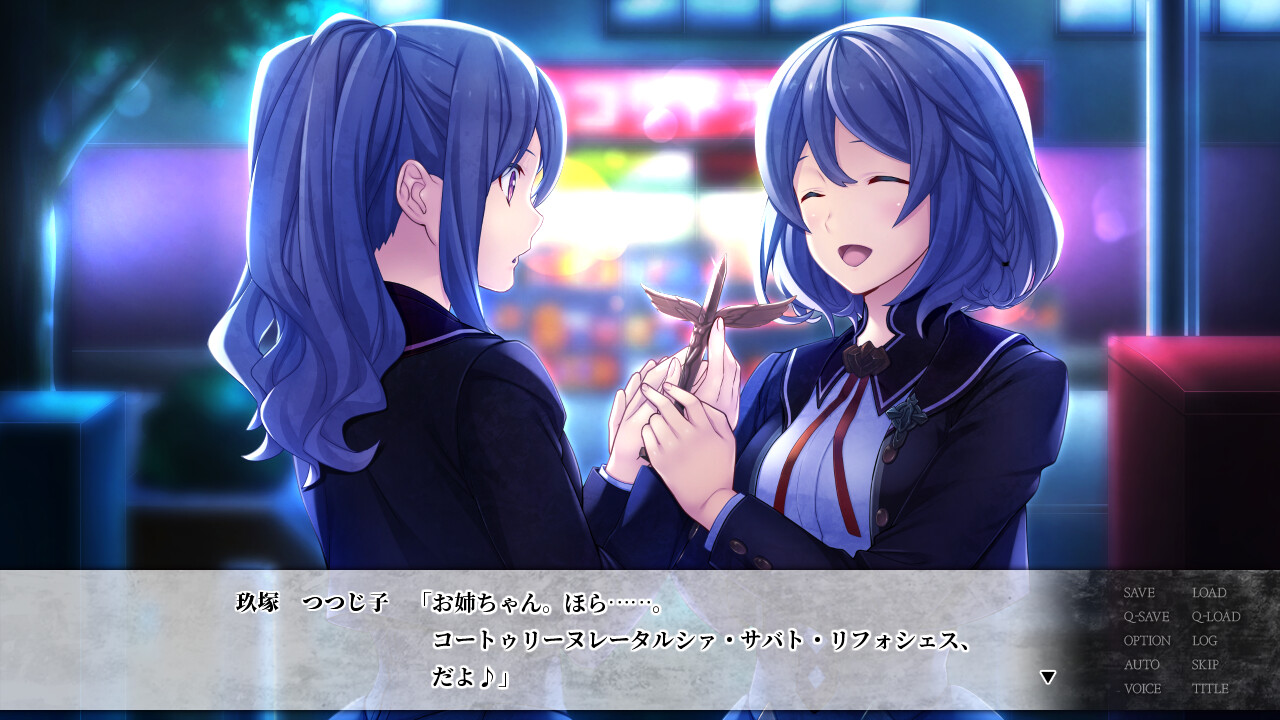 玖塚　つつじ子　「お姉ちゃん。ほら……。
コートゥリーヌレータルシァ・サバト・リフォシェス、
だよ♪」
SAVE LOAD
Q-SAVE Q-LOAD
OPTION LOG
AUTO SKIP
VOICE TITLE